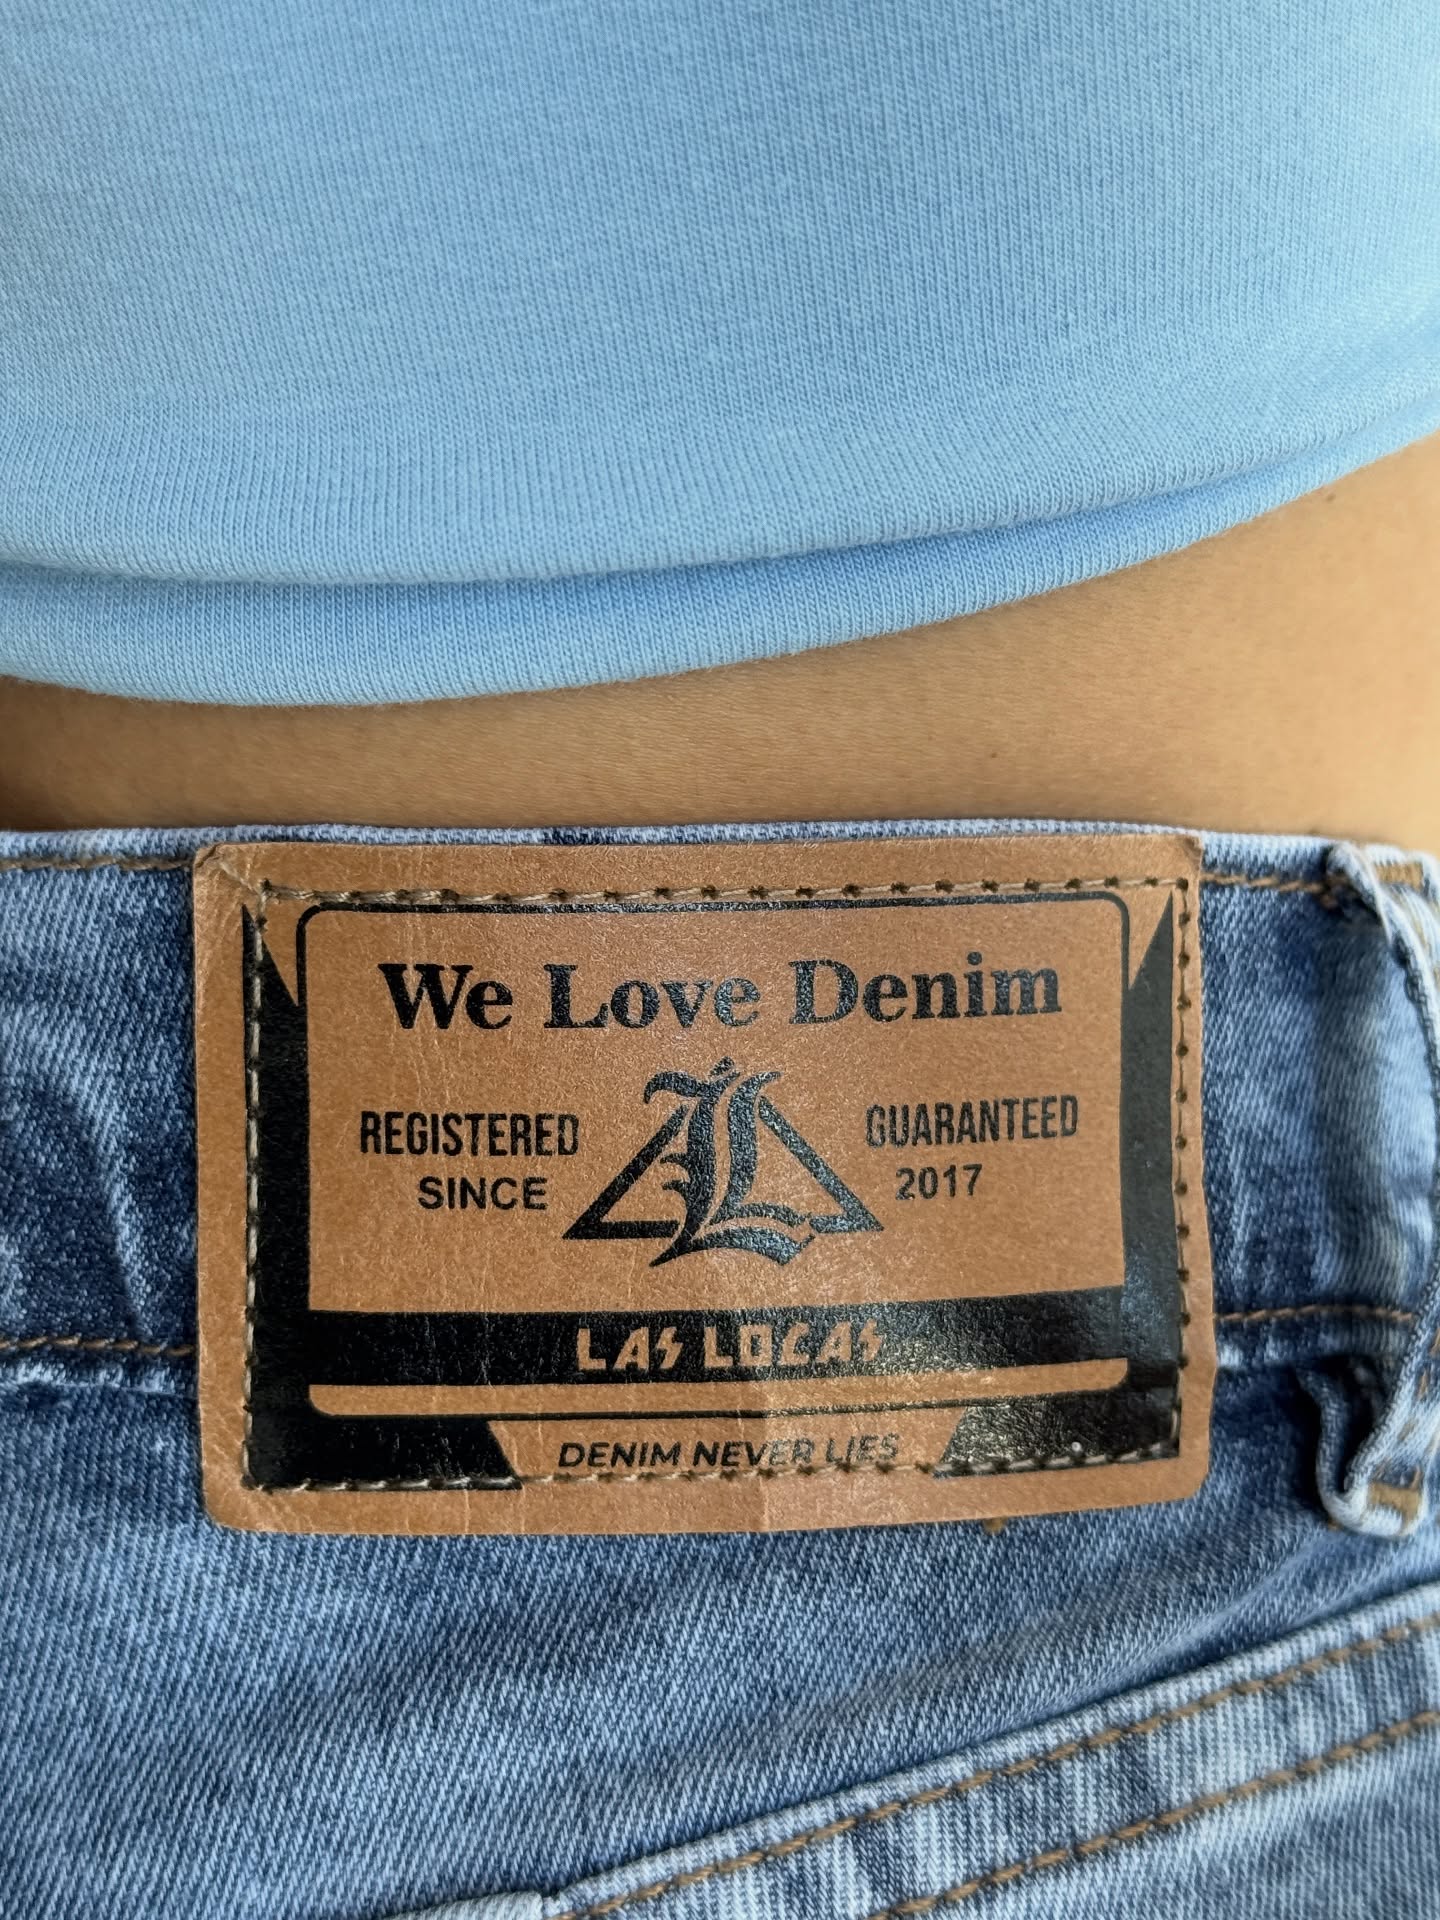 We Love Denim
REGISTERED
SINCE
L
GUARANTEED
2017
LAS LOCAS
DENIM NEVER LIES